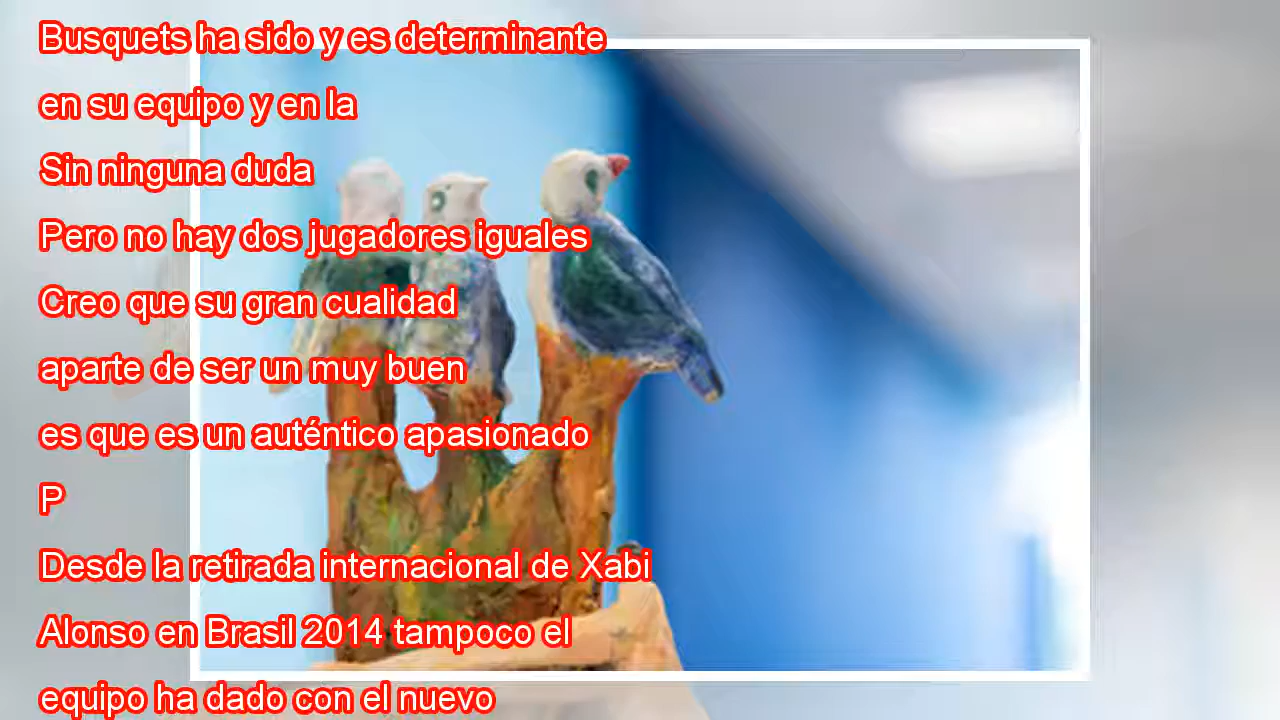 Busquets ha sido y es determinante
en su equipo y en la
Sin ninguna duda
Pero no hay dos jugadores iguales
Creo que su gran cualidad
aparte de ser un muy buen
es que es un auténtico apasionado
P
Desde la retirada internacional de Xabi
Alonso en Brasil 2014 tampoco el
equipo ha dado con el nuevo